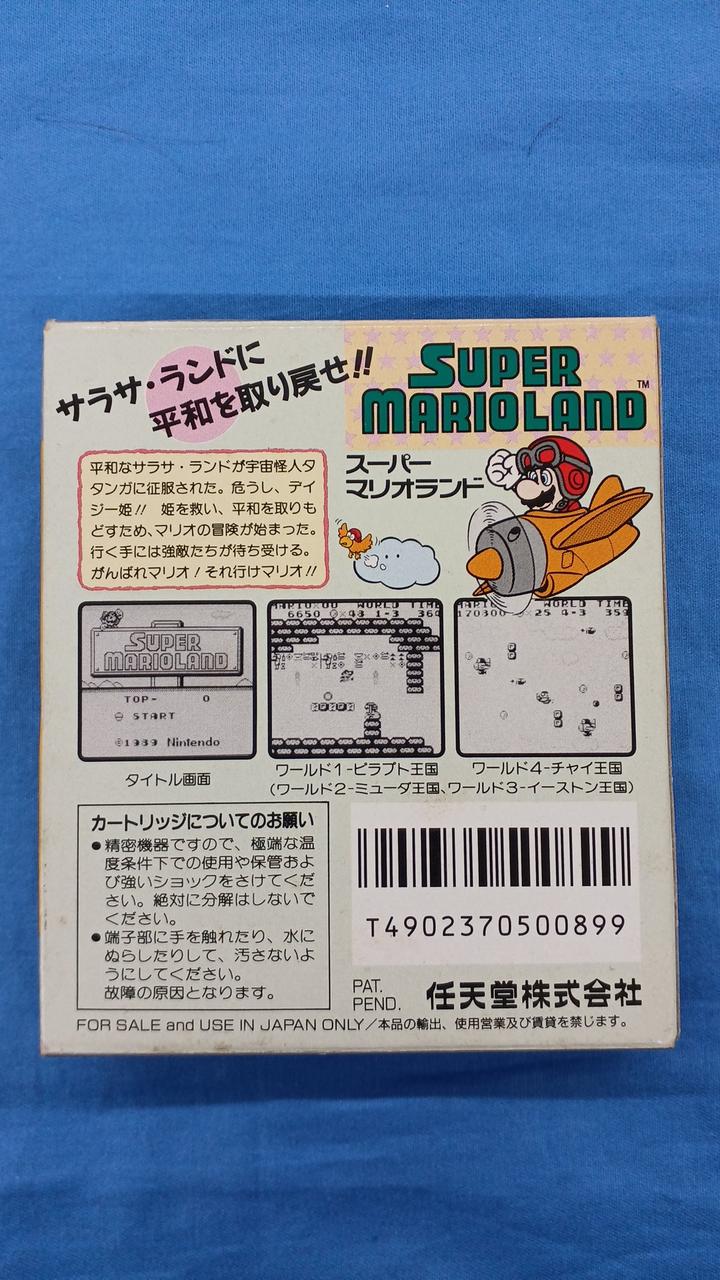 サラサ・ランドに
平和を取り戻せ!!
SUPER
MARIOLAND™
スーパー
マリオランド
平和なサラサ・ランドが宇宙怪人タ
タンガに征服された。危うし、デイ
ジー姫!! 姫を救い、平和を取りも
どすため、マリオの冒険が始まった。
行く手には強敵たちが待ち受ける。
がんばれマリオ!それ行けマリオ!!
SUPER
MARIOLAND
TOP- 0
START
©1989 Nintendo
タイトル画面
WORLD TIME
6650 1-3
ワールド1-ピラプト王国
WORLD TIME
4-3
ワールド4-チャイ王国
(ワールド2-ミューダ王国、ワールド3-イーストン王国)
カートリッジについてのお願い
●精密機器ですので、極端な温
度条件下での使用や保管およ
び強いショックをさけてくだ
さい。絶対に分解はしないで
ください。
●端子部に手を触れたり、水に
ぬらしたりして、汚さないよ
うにしてください。
故障の原因となります。
T4902370500899
PAT.
PEND.
任天堂株式会社
FOR SALE and USE IN JAPAN ONLY/本品の輸出、使用営業及び賃貸を禁じます。